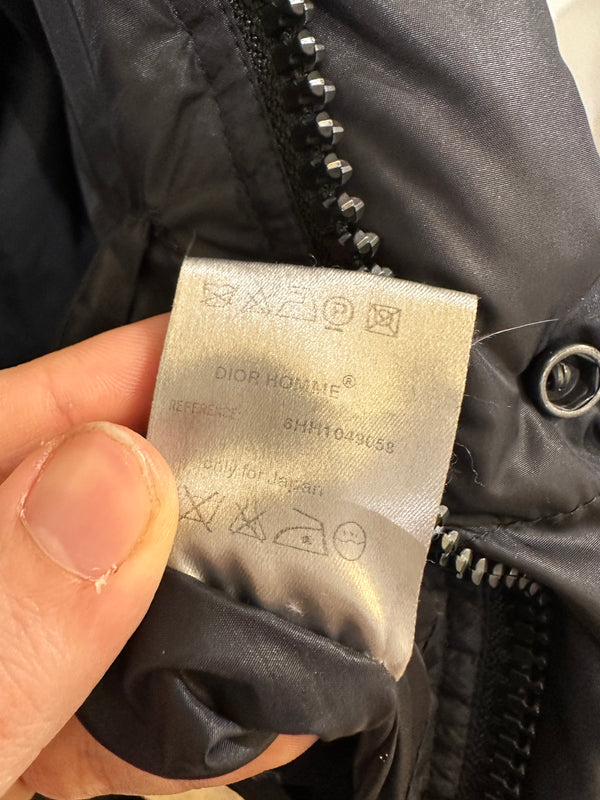 DIOR HOMME®
REFERENCE: 6HH1049058
only for Japan